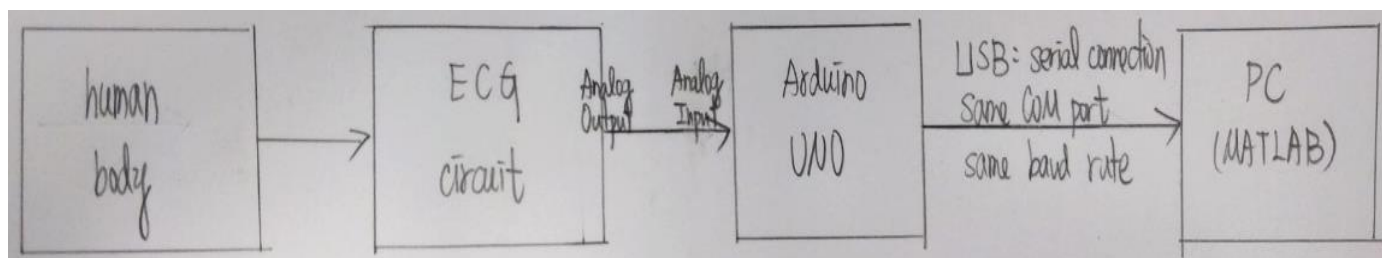 human
body
ECG
circuit
Analog
Output
Analog
Input
Arduino
UNO
USB: serial connection
same COM port
same baud rate
PC
(MATLAB)